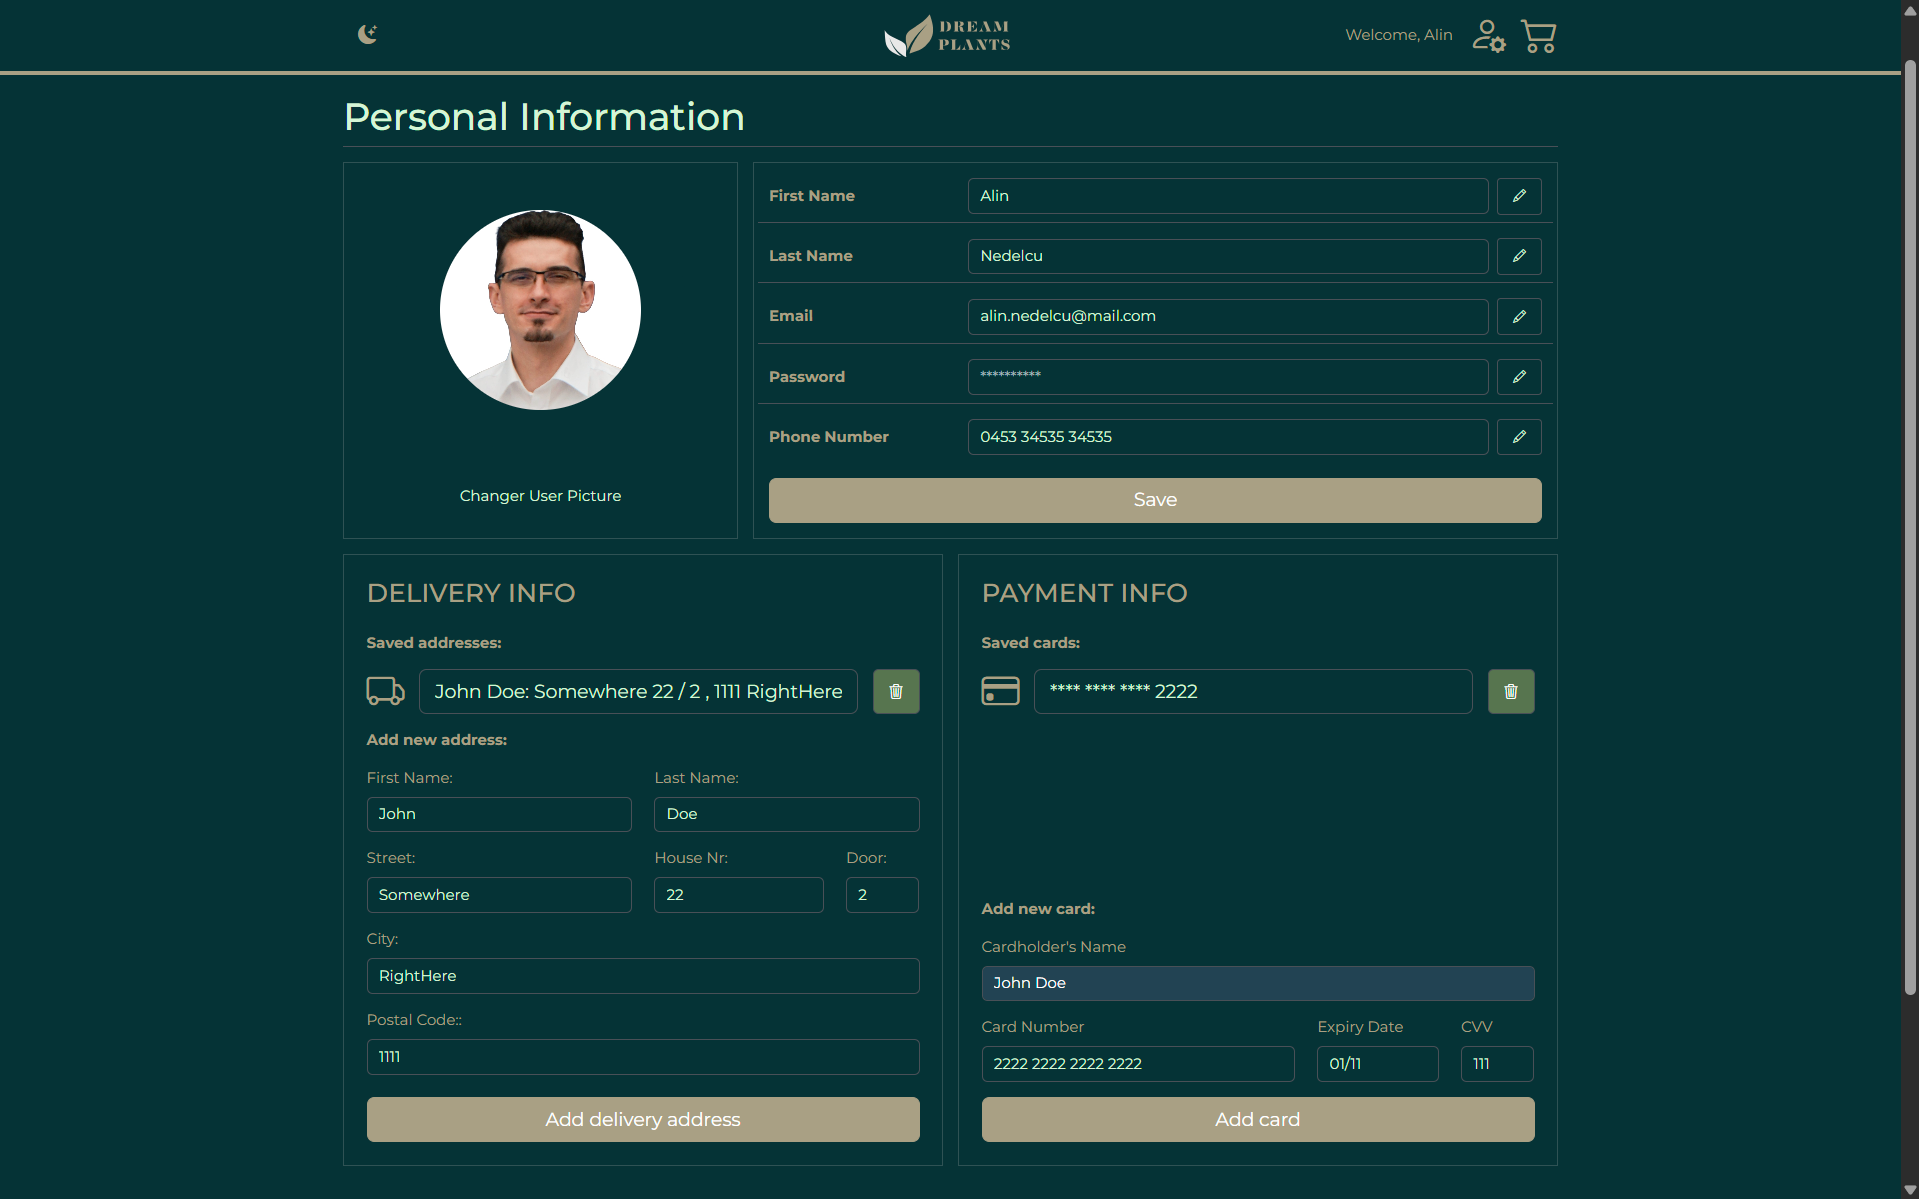 DREAM
PLANTS
Welcome, Alin
Personal Information
First Name
Alin
Last Name
Nedelcu
Email
alin.nedelcu@mail.com
Password
**********
Phone Number
0453 34535 34535
Changer User Picture
Save
DELIVERY INFO
Saved addresses:
John Doe: Somewhere 22 / 2 , 1111 RightHere
Add new address:
First Name:
Last Name:
John
Doe
Street:
House Nr:
Door:
Somewhere
22
2
City:
RightHere
Postal Code::
1111
Add delivery address
PAYMENT INFO
Saved cards:
**** **** **** 2222
Add new card:
Cardholder's Name
John Doe
Card Number
Expiry Date
CVV
2222 2222 2222 2222
01/11
111
Add card